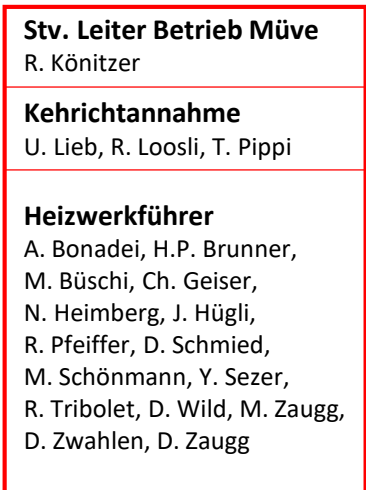 Stv. Leiter Betrieb Müve
R. Könitzer
Kehrichtannahme
U. Lieb, R. Loosli, T. Pippi
Heizwerkführer
A. Bonadei, H.P. Brunner,
M. Büschi, Ch. Geiser,
N. Heimberg, J. Hügli,
R. Pfeiffer, D. Schmied,
M. Schönmann, Y. Sezer,
R. Tribolet, D. Wild, M. Zaugg,
D. Zwahlen, D. Zaugg